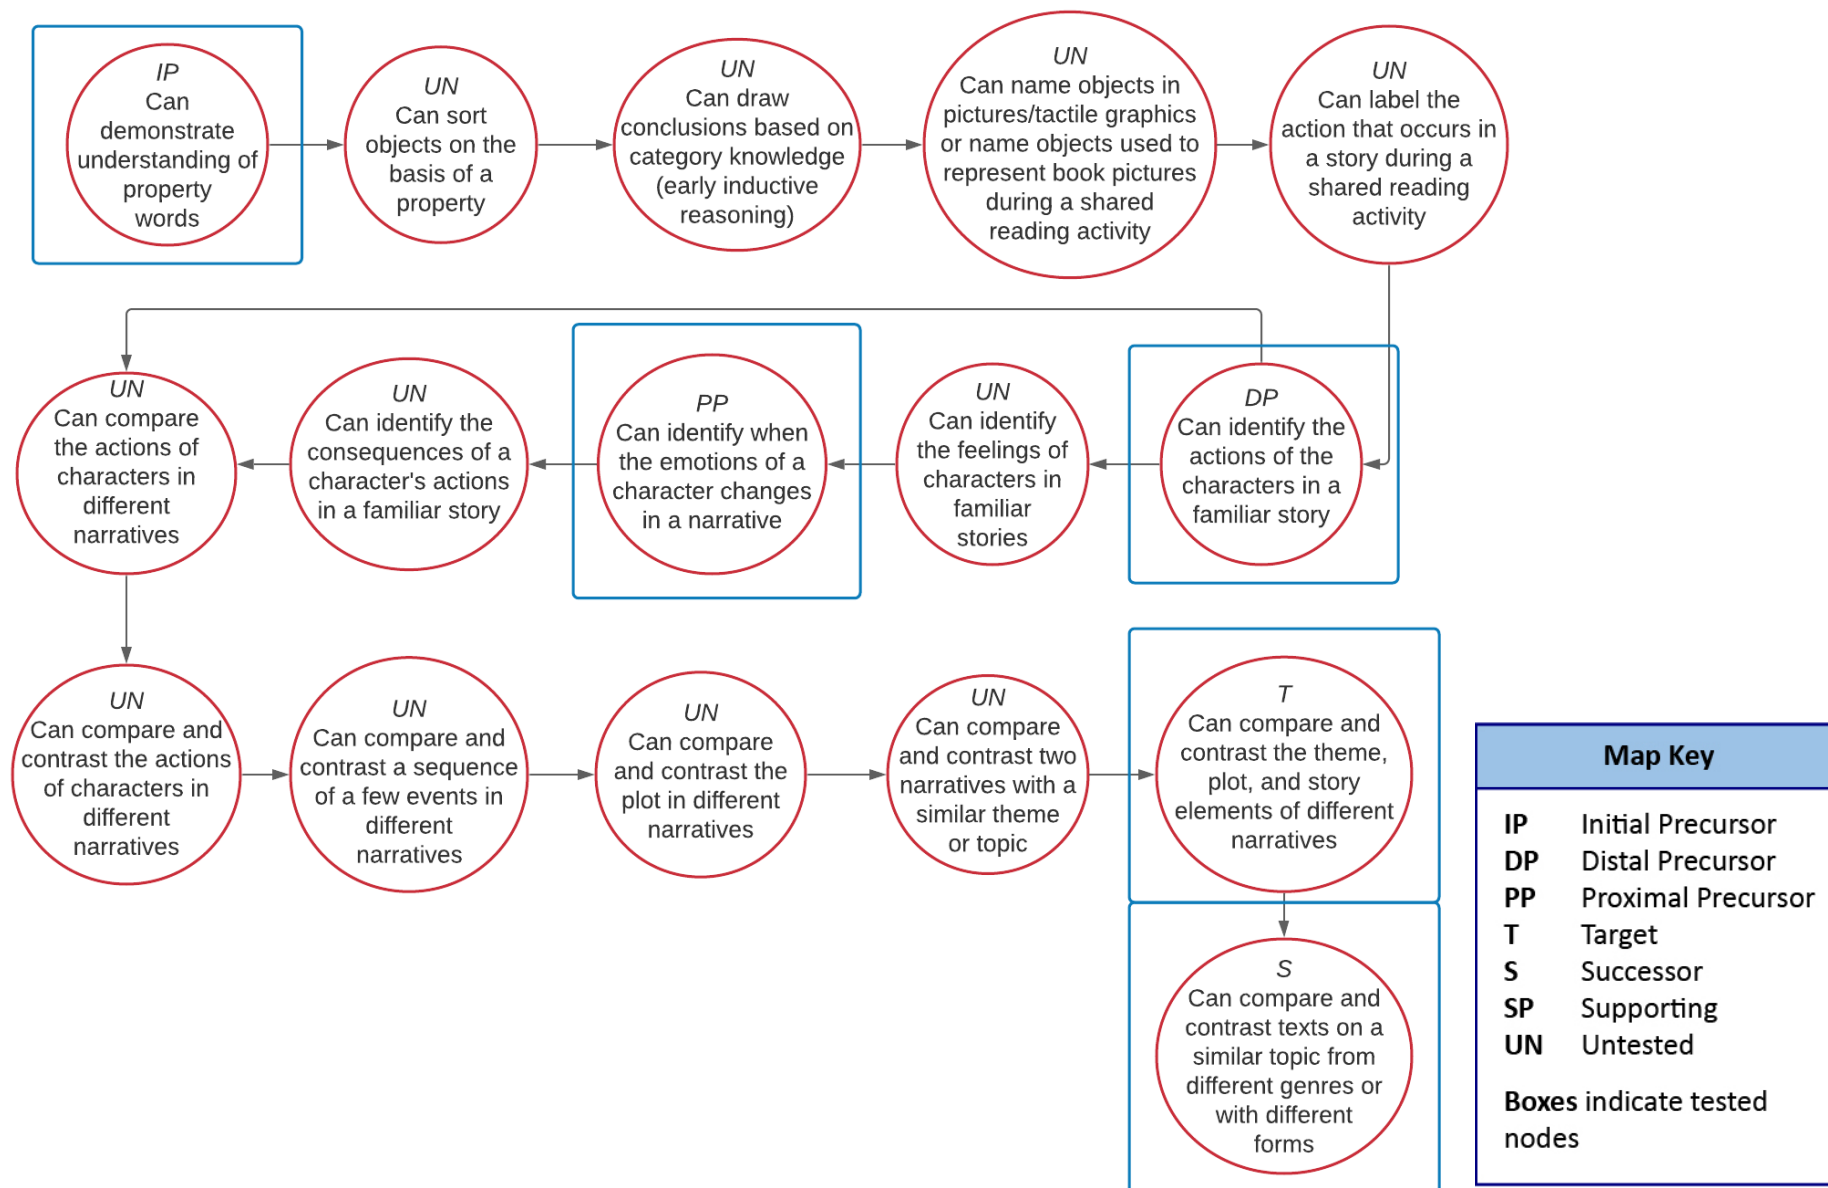 IP
Can
demonstrate
understanding of
property
words
UN
Can sort
objects on the
basis of a
property
UN
Can draw
conclusions based on
category knowledge
(early inductive
reasoning)
UN
Can name objects in
pictures/tactile graphics
or name objects used to
represent book pictures
during a shared
reading activity
UN
Can label the
action that occurs in
a story during a
shared reading
activity
UN
Can compare
the actions of
characters in
different
narratives
UN
Can identify the
consequences of a
character's actions
in a familiar story
PP
Can identify when
the emotions of a
character changes
in a narrative
UN
Can identify
the feelings of
characters in
familiar
stories
DP
Can identify the
actions of the
characters in a
familiar story
UN
Can compare and
contrast the actions
of characters in
different
narratives
UN
Can compare and
contrast a sequence
of a few events in
different
narratives
UN
Can compare
and contrast the
plot in different
narratives
UN
Can compare
and contrast two
narratives with a
similar theme
or topic
T
Can compare and
contrast the theme,
plot, and story
elements of different
narratives
S
Can compare and
contrast texts on a
similar topic from
different genres or
with different
forms
Map Key
IP Initial Precursor
DP Distal Precursor
PP Proximal Precursor
T Target
S Successor
SP Supporting
UN Untested
Boxes indicate tested
nodes